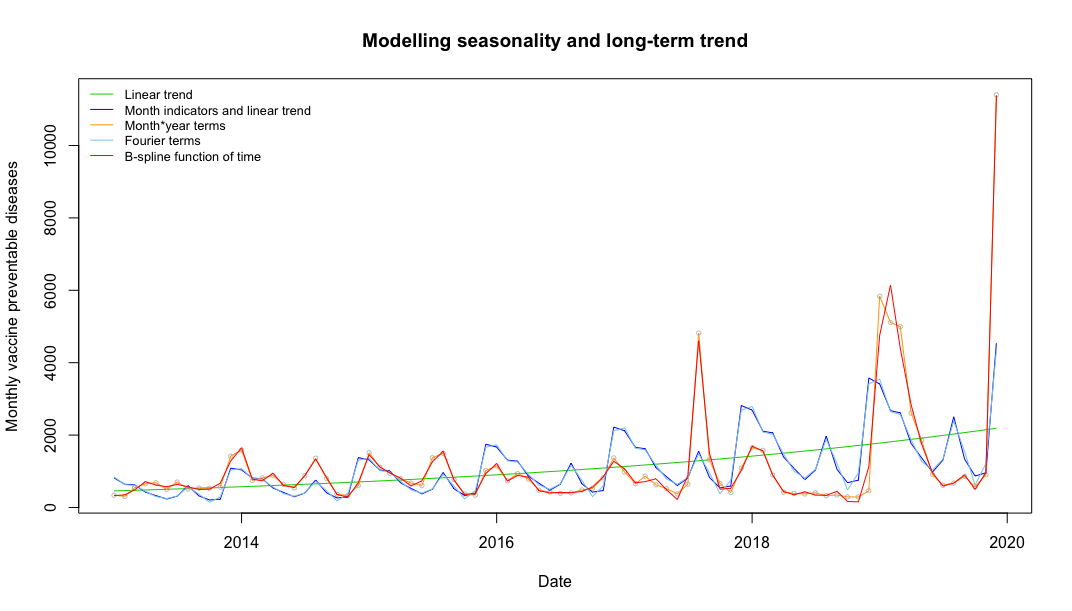 Modelling seasonality and long-term trend
Linear trend
Month indicators and linear trend
Month*year terms
Fourier terms
B-spline function of time
Monthly vaccine preventable diseases
10000
8000
6000
4000
2000
0
2014
2016
2018
2020
Date